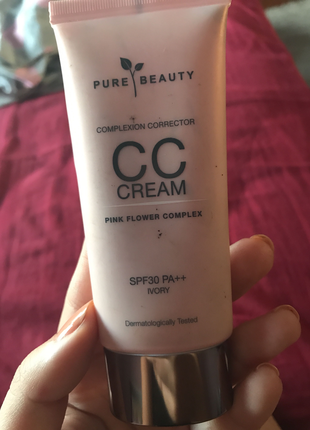 PURE BEAUTY
COMPLEXION CORRECTOR
CC
CREAM
PINK FLOWER COMPLEX
SPF30 PA++
IVORY
Dermatologically Tested